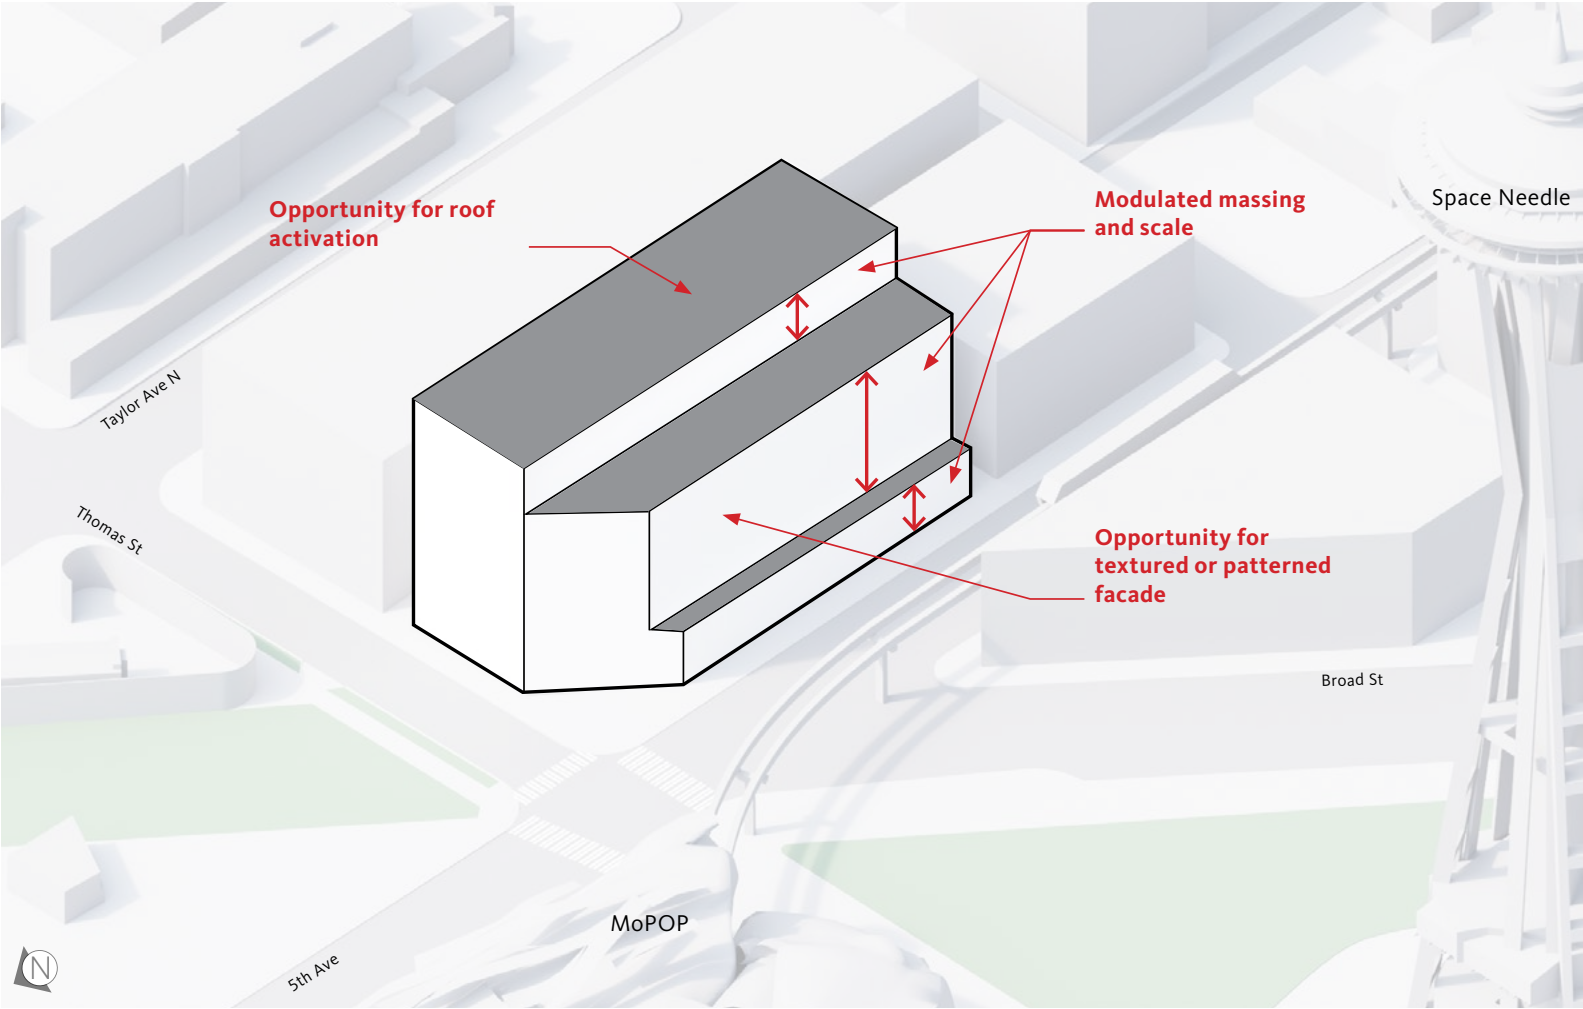 Opportunity for roof
activation
Modulated massing
and scale
Space Needle
Taylor Ave N
Thomas St
Opportunity for
textured or patterned
facade
Broad St
MoPOP
5th Ave
N